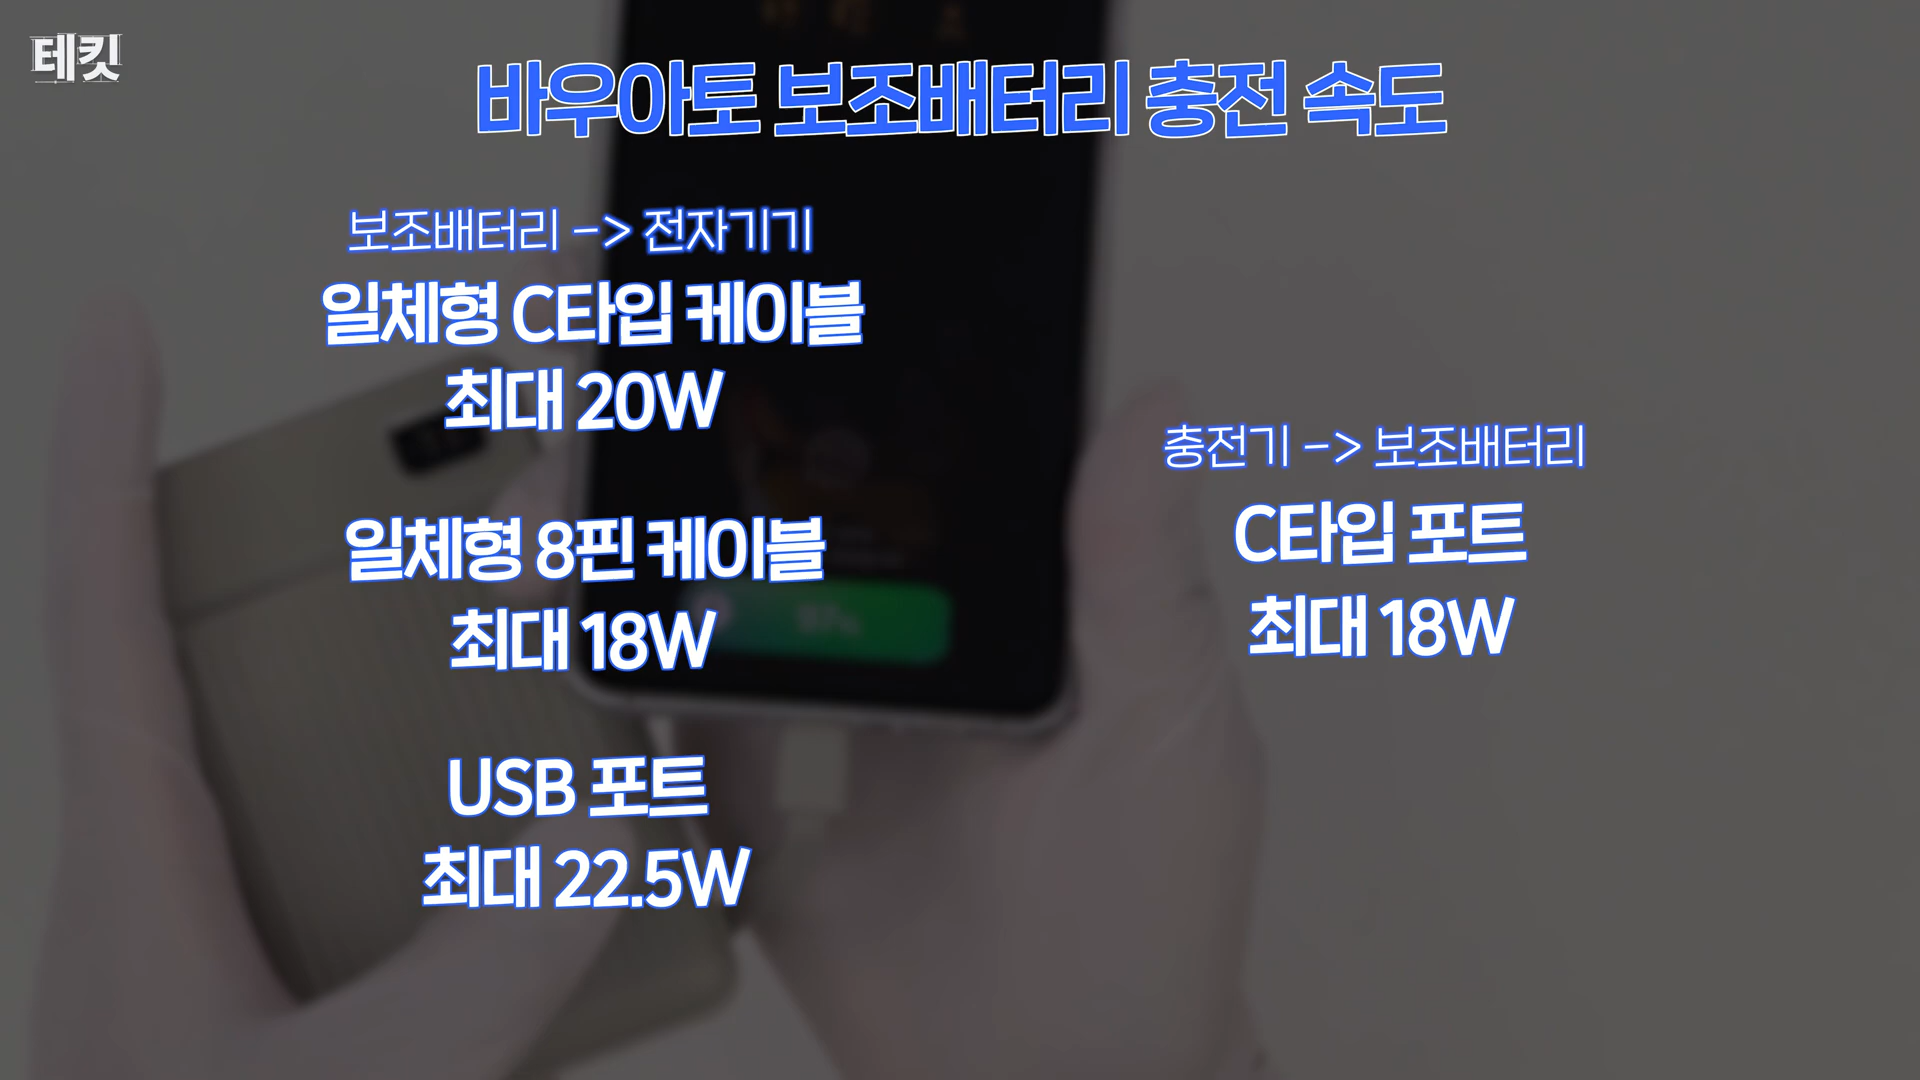 테킷
바우아토 보조배터리 충전 속도
보조배터리 -> 전자기기
일체형 C타입 케이블
최대 20W
일체형 8핀 케이블
최대 18W
USB 포트
최대 22.5W
충전기 -> 보조배터리
C타입 포트
최대 18W